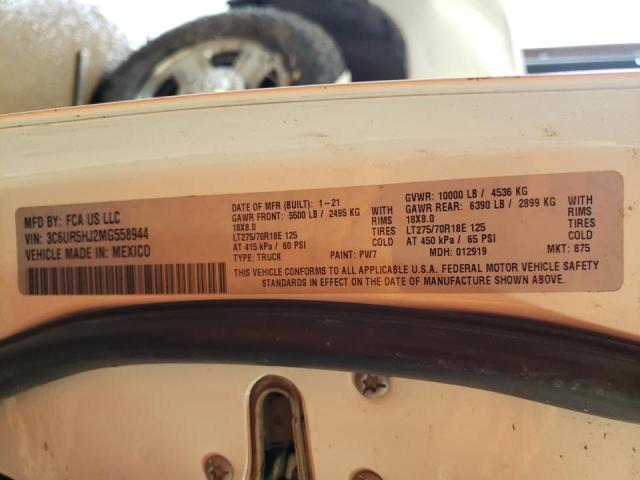 MFD BY: FCA US LLC
VIN: 3C6UR5HJ2MG558944
VEHICLE MADE IN: MEXICO
DATE OF MFR (BUILT): 1-21
GAWR FRONT: 5500 LB / 2495 KG WITH
18X8.0 RIMS
LT275/70R18E 125 TIRES
AT 415 kPa / 60 PSI COLD
TYPE: TRUCK PAINT: PW7
GVWR: 10000 LB / 4536 KG
GAWR REAR: 6390 LB / 2899 KG WITH
18X8.0 RIMS
LT275/70R18E 125 TIRES
AT 450 kPa / 65 PSI COLD
MDH: 012919 MKT: 875
THIS VEHICLE CONFORMS TO ALL APPLICABLE U.S.A. FEDERAL MOTOR VEHICLE SAFETY
STANDARDS IN EFFECT ON THE DATE OF MANUFACTURE SHOWN ABOVE.